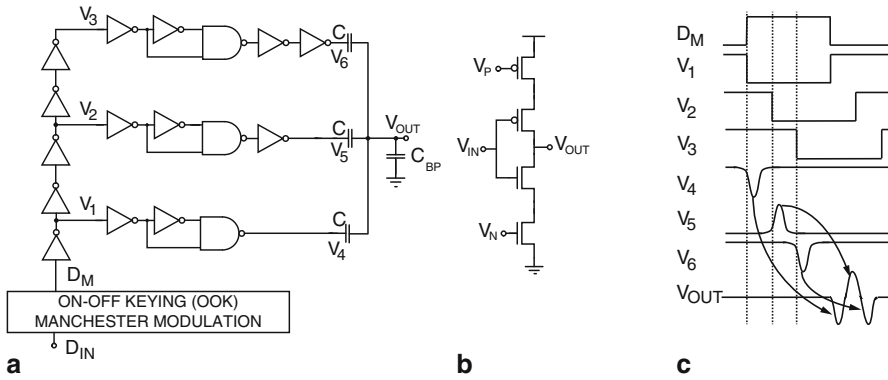 V3
C
V6
V2
C
V5
VOUT
CBP
V1
C
V4
DM
ON-OFF KEYING (OOK)
MANCHESTER MODULATION
DIN
a
VP
VIN
VOUT
VN
b
DM
V1
V2
V3
V4
V5
V6
VOUT
c